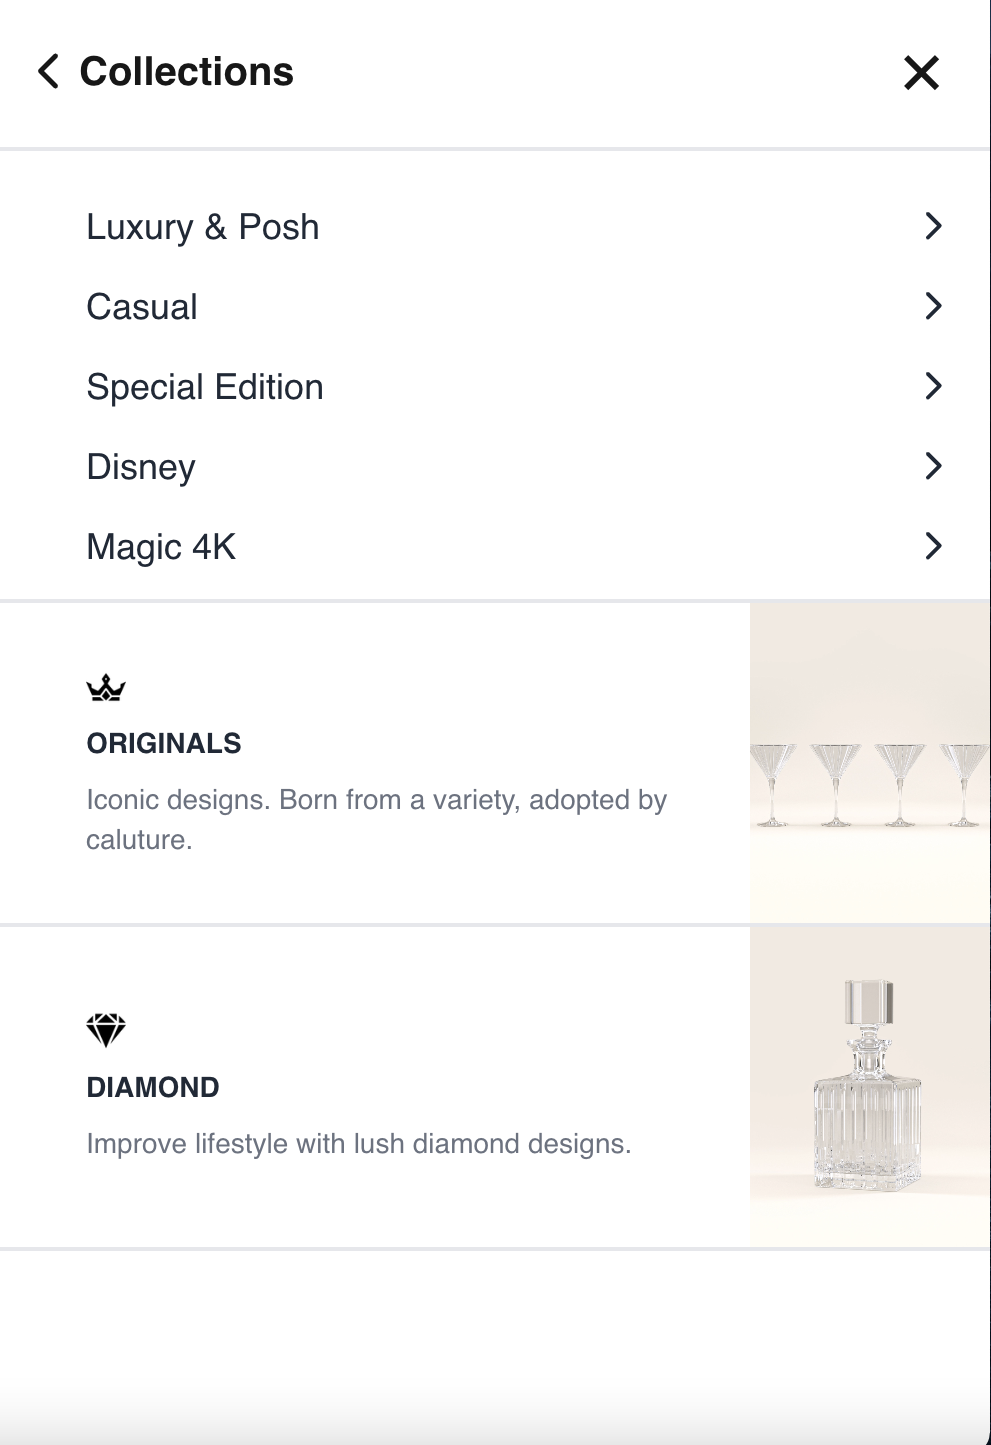 Collections
Luxury & Posh
Casual
Special Edition
Disney
Magic 4K
ORIGINALS
Iconic designs. Born from a variety, adopted by
caluture.
DIAMOND
Improve lifestyle with lush diamond designs.